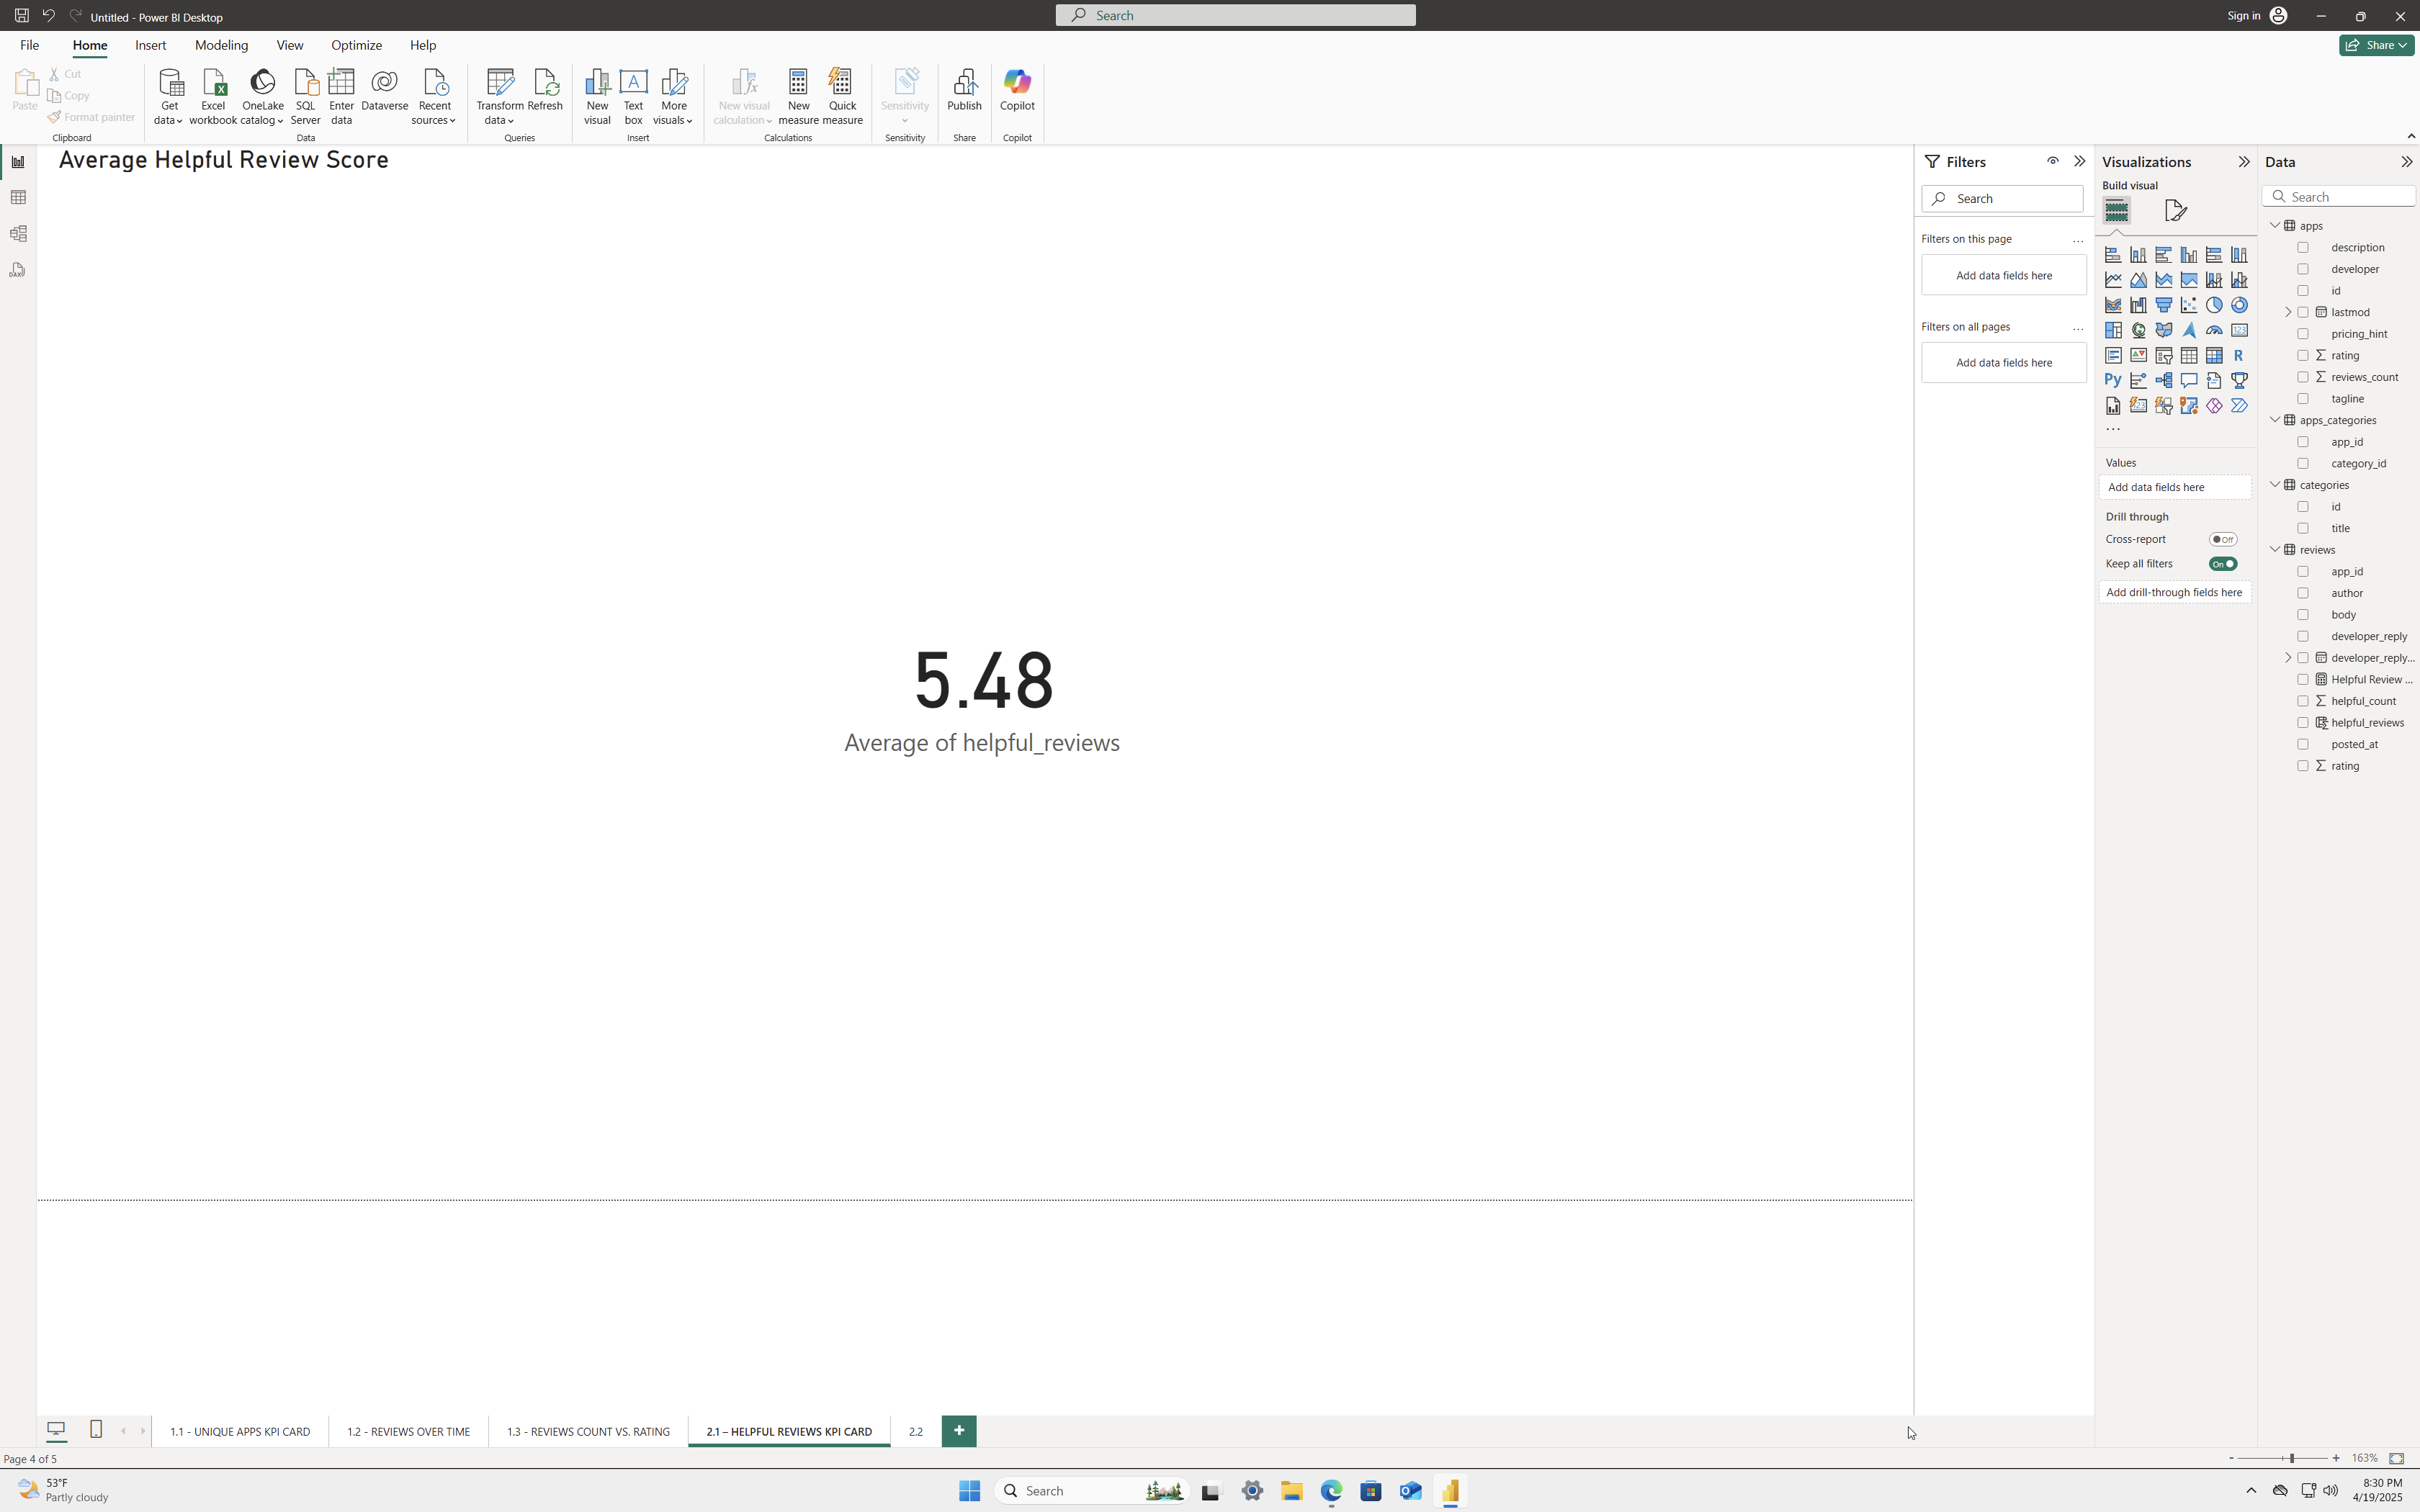 Untitled - Power BI Desktop
Search
Sign in
File Home Insert Modeling View Optimize Help
Share
Paste
Cut
Copy
Format painter
Clipboard
Get data
Excel workbook
OneLake catalog
SQL Server
Enter data
Dataverse
Recent sources
Data
Transform data
Refresh
Queries
New visual
Text box
More visuals
Insert
New visual calculation
New measure
Quick measure
Calculations
Sensitivity
Sensitivity
Publish
Share
Copilot
Copilot
Average Helpful Review Score
5.48
Average of helpful_reviews
Filters
Search
Filters on this page
...
Add data fields here
Filters on all pages
...
Add data fields here
Visualizations
Build visual
123
R
Py
...
Values
Add data fields here
Drill through
Cross-report
Off
Keep all filters
On
Add drill-through fields here
Data
Search
apps
description
developer
id
lastmod
pricing_hint
rating
reviews_count
tagline
apps_categories
app_id
category_id
categories
id
title
reviews
app_id
author
body
developer_reply
developer_reply...
Helpful Review ...
helpful_count
helpful_reviews
posted_at
rating
DAX
1.1 - UNIQUE APPS KPI CARD
1.2 - REVIEWS OVER TIME
1.3 - REVIEWS COUNT VS. RATING
2.1 – HELPFUL REVIEWS KPI CARD
2.2
+
Page 4 of 5
- + 163%
53°F
Partly cloudy
Search
8:30 PM
4/19/2025